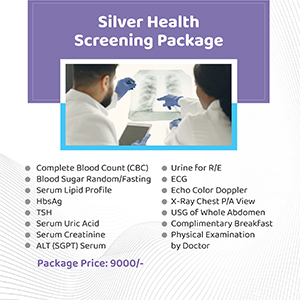 Silver Health
Screening Package
Complete Blood Count (CBC)
Blood Sugar Random/Fasting
Serum Lipid Profile
HbsAg
TSH
Serum Uric Acid
Serum Creatinine
ALT (SGPT) Serum
Urine for R/E
ECG
Echo Color Doppler
X-Ray Chest P/A View
USG of Whole Abdomen
Complimentary Breakfast
Physical Examination
by Doctor
Package Price: 9000/-